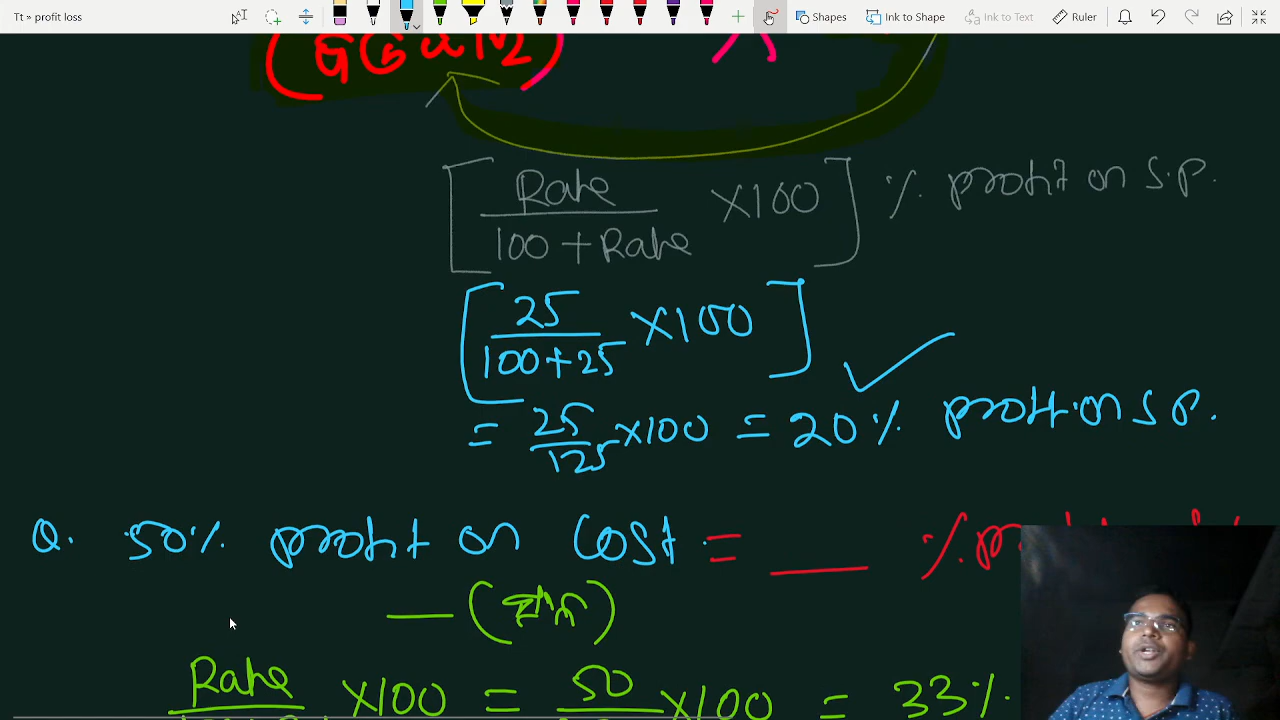 Tt » profit loss
Shapes Ink to Shape Ink to Text Ruler
[Rate / 100 + Rate × 100] % profit on S.P.
[25 / 100+25 × 100]
= 25/125 × 100 = 20% profit on S.P.
Q. 50% profit on Cost = ___ %
Rate × 100 = 50 × 100 = 33%